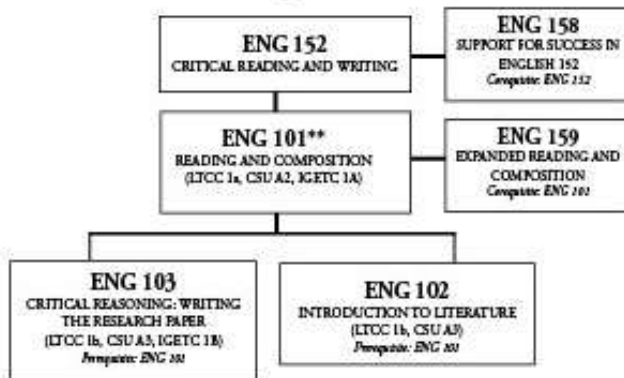 ENG 152
CRITICAL READING AND WRITING
ENG 158
SUPPORT FOR SUCCESS IN
ENGLISH 152
Corequisite: ENG 152
ENG 101**
READING AND COMPOSITION
(LTCC 1a, CSU A2, IGETC 1A)
ENG 159
EXPANDED READING AND
COMPOSITION
Corequisite: ENG 101
ENG 103
CRITICAL REASONING: WRITING
THE RESEARCH PAPER
(LTCC 1b, CSU A3, IGETC 1B)
Prerequisite: ENG 101
ENG 102
INTRODUCTION TO LITERATURE
(LTCC 1b, CSU A3)
Prerequisite: ENG 101